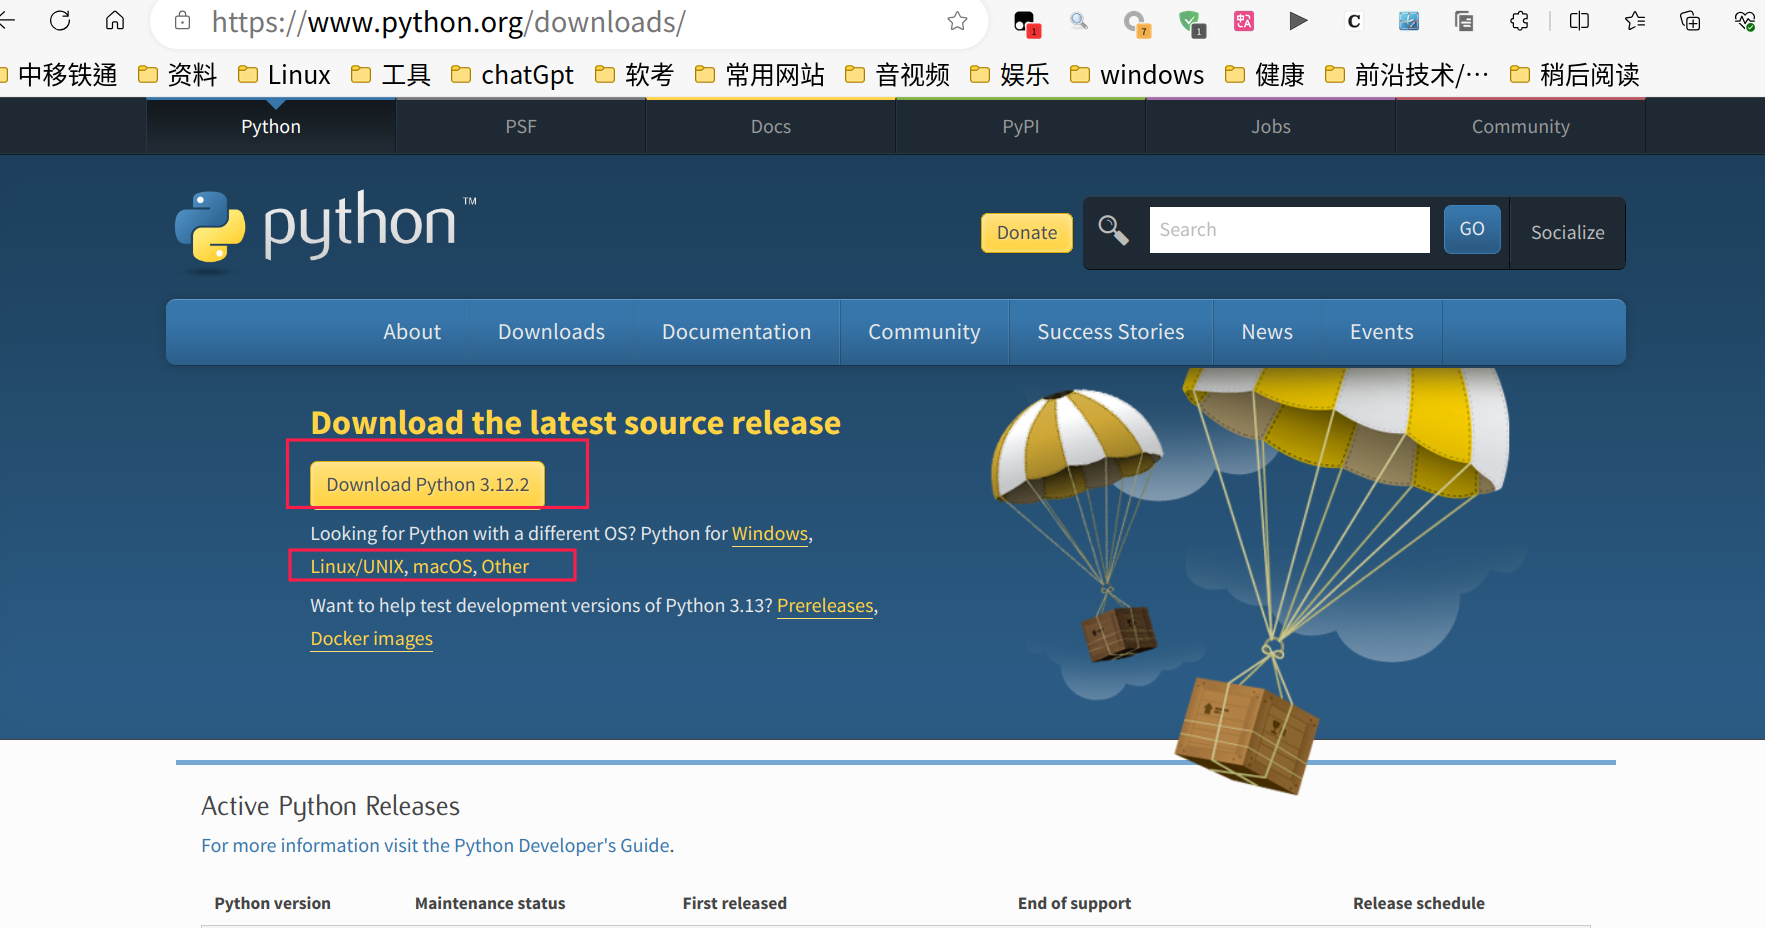 https://www.python.org/downloads/
1
7
1
中移铁通 资料 Linux 工具 chatGpt 软考 常用网站 音视频 娱乐 windows 健康 前沿技术/… 稍后阅读
Python PSF Docs PyPI Jobs Community
python™
Donate Search GO Socialize
About Downloads Documentation Community Success Stories News Events
Download the latest source release
Download Python 3.12.2
Looking for Python with a different OS? Python for Windows,
Linux/UNIX, macOS, Other
Want to help test development versions of Python 3.13? Prereleases,
Docker images
Active Python Releases
For more information visit the Python Developer's Guide.
Python version Maintenance status First released End of support Release schedule